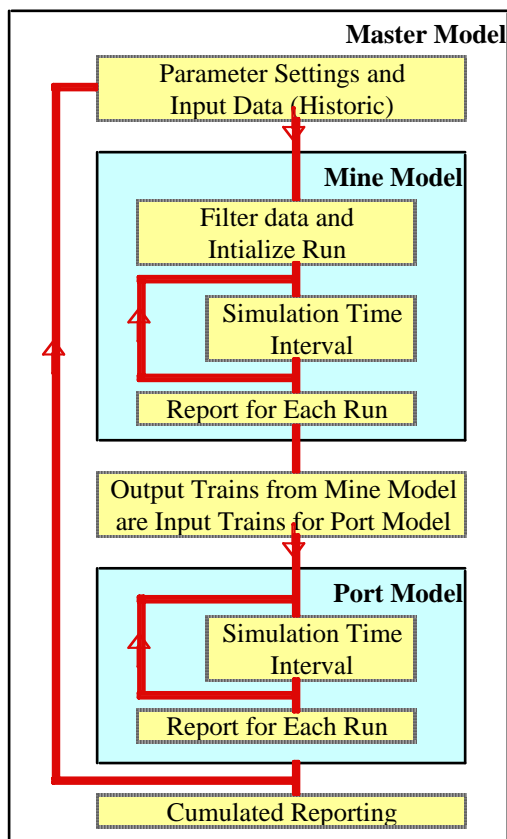 Master Model
Parameter Settings and
Input Data (Historic)
Mine Model
Filter data and
Intialize Run
Simulation Time
Interval
Report for Each Run
Output Trains from Mine Model
are Input Trains for Port Model
Port Model
Simulation Time
Interval
Report for Each Run
Cumulated Reporting